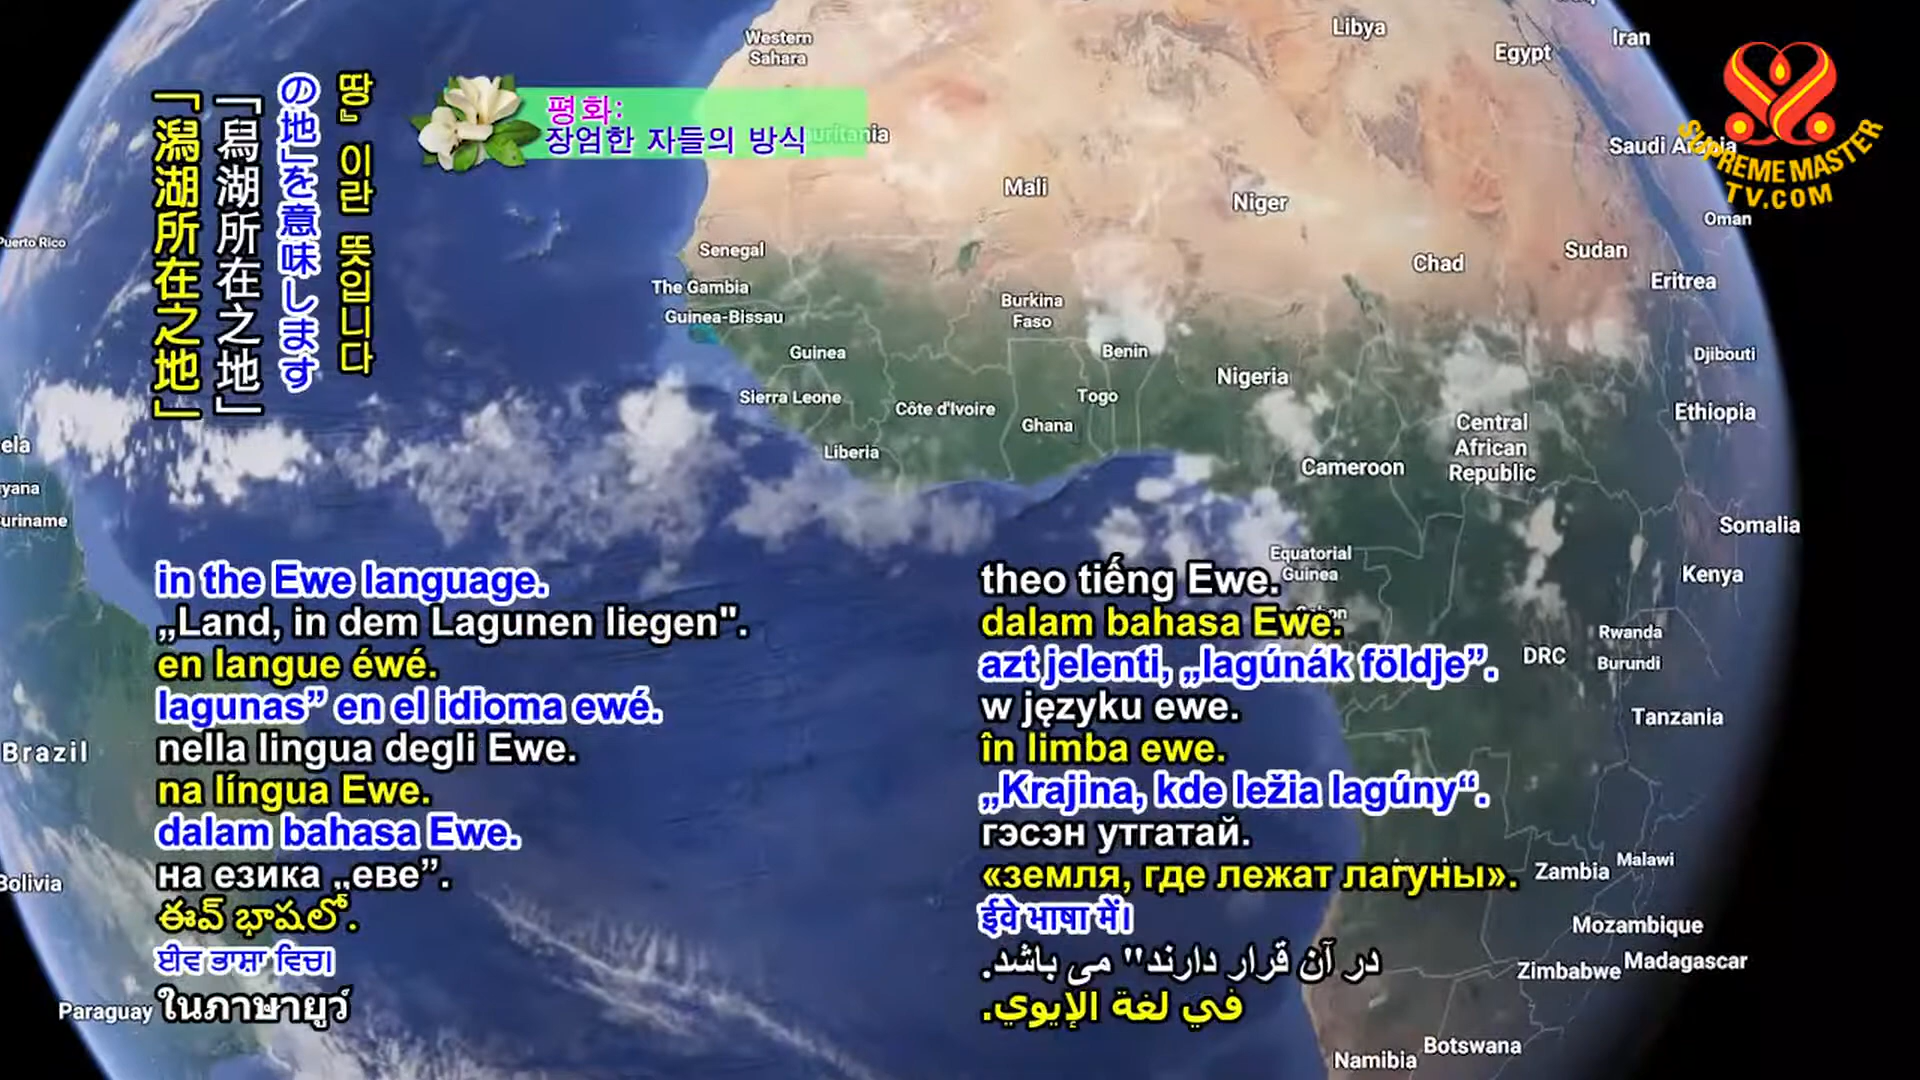 땅』이란 뜻입니다
の地」を意味します
「舄湖所在之地」
「潟湖所在之地」
평화:
장엄한 자들의 방식
SUPREME MASTER
TV.COM
in the Ewe language.
„Land, in dem Lagunen liegen".
en langue éwé.
lagunas” en el idioma ewé.
nella lingua degli Ewe.
na língua Ewe.
dalam bahasa Ewe.
на езика „еве”.
ఈవ్ భాషలో.
ਈਵ ਭਾਸ਼ਾ ਵਿਚ।
ในภาษายูว์
theo tiếng Ewe.
dalam bahasa Ewe.
azt jelenti, „lagúnák földje”.
w języku ewe.
în limba ewe.
„Krajina, kde ležia lagúny“.
гэсэн утгатай.
«земля, где лежат лагуны».
ईवे भाषा में।
در آن قرار دارند" می باشد.
في لغة الإيوي.
Western
Sahara
Libya
Egypt
Iran
Saudi Arabia
Oman
Puerto Rico
Mali
Niger
Chad
Sudan
Eritrea
Senegal
The Gambia
Guinea-Bissau
Burkina
Faso
Guinea
Benin
Djibouti
Sierra Leone
Côte d'Ivoire
Togo
Nigeria
Ghana
Ethiopia
Liberia
Cameroon
Central
African
Republic
ela
yana
uriname
Somalia
Equatorial
Guinea
Kenya
Rwanda
DRC
Burundi
Tanzania
Brazil
Bolivia
Zambia
Malawi
Mozambique
Zimbabwe
Madagascar
Paraguay
Namibia
Botswana